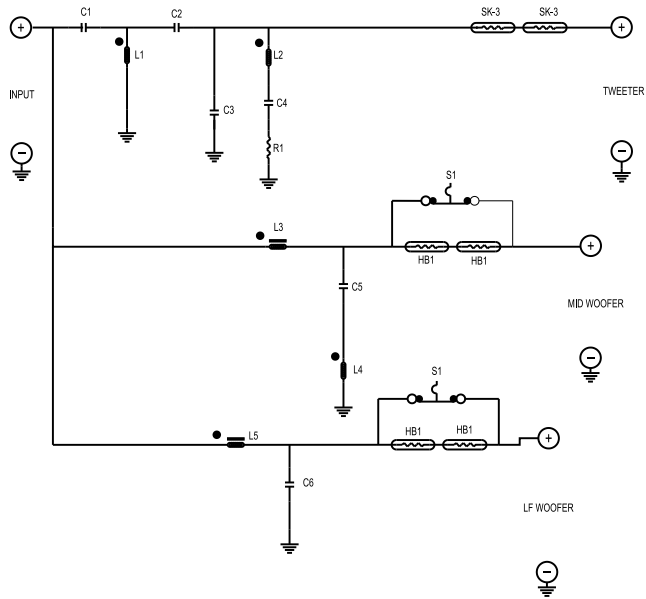 C1
C2
SK-3 SK-3
+
+
L1
L2
INPUT
TWEETER
C3
C4
R1
−
−
S1
L3
+
HB1 HB1
C5
MID WOOFER
L4
−
S1
L5
HB1 HB1
+
C6
LF WOOFER
−